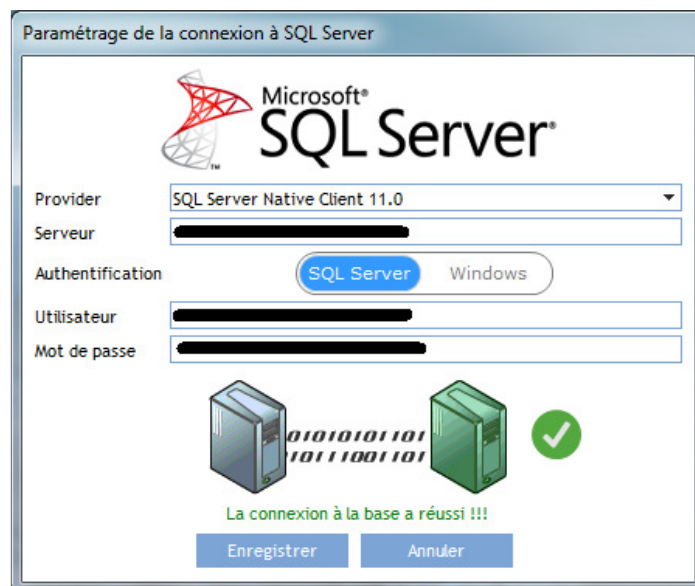 Paramétrage de la connexion à SQL Server
Microsoft®
SQL Server®
™
Provider SQL Server Native Client 11.0
Serveur
Authentification SQL Server Windows
Utilisateur
Mot de passe
01010101101
10111001101
La connexion à la base a réussi !!!
Enregistrer Annuler